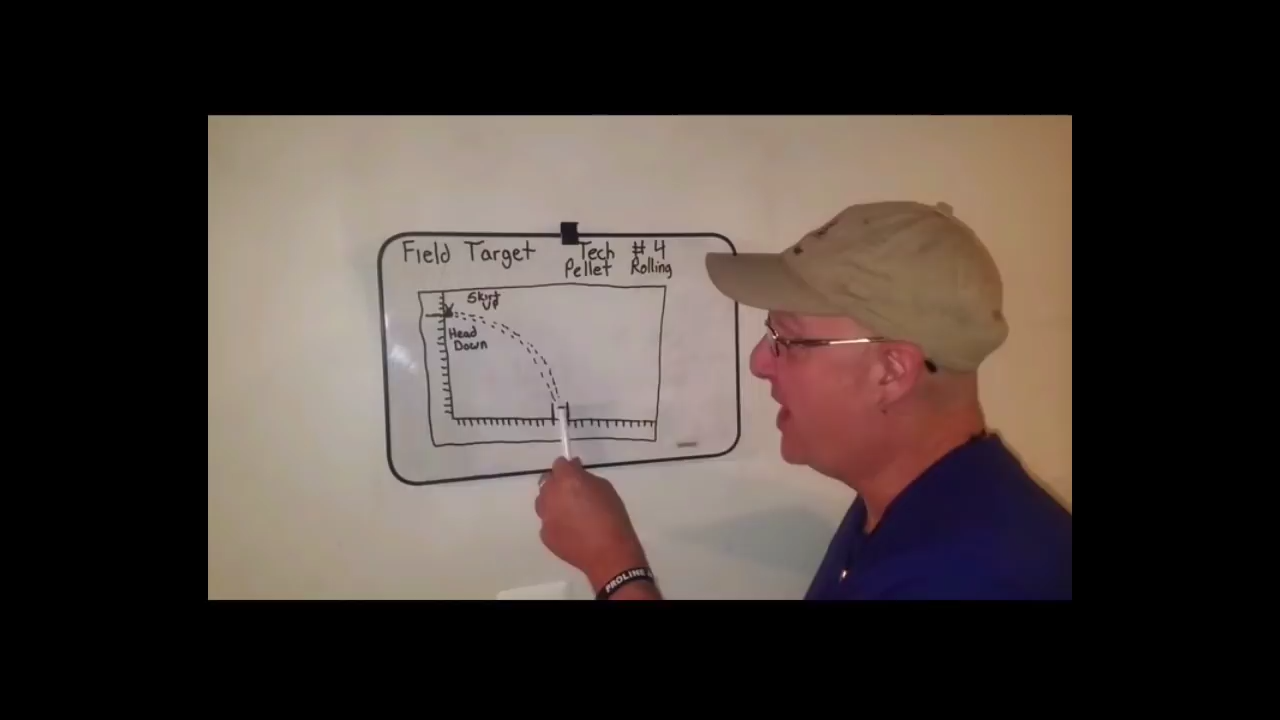 Field Target Tech # 4
Pellet Rolling
Skirt
UP
Head
Down
PROLINE